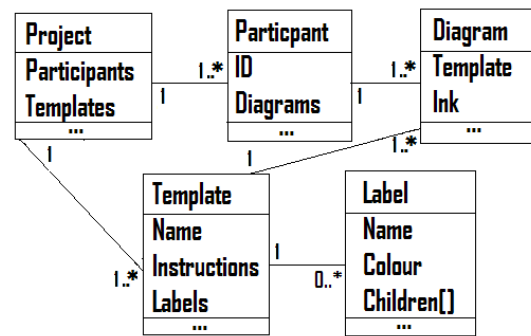 Project
Participants
Templates
...
1
1..*
Particpant
ID
Diagrams
...
1
1..*
Diagram
Template
Ink
...
1
1..*
1
1..*
Template
Name
Instructions
Labels
...
1
0..*
Label
Name
Colour
Children[]
...